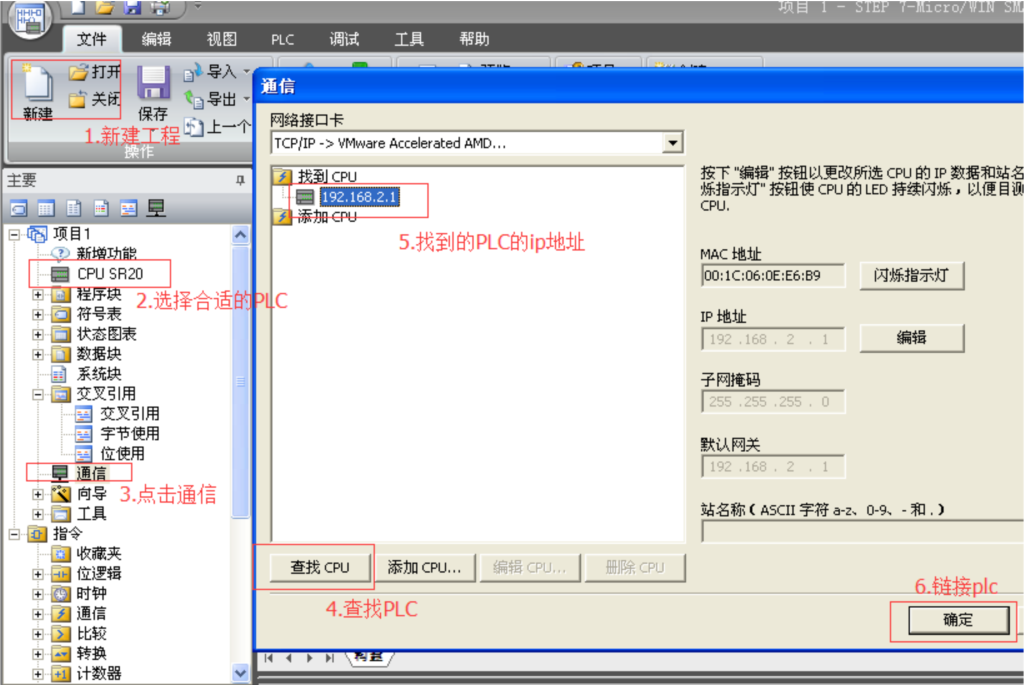 项目 1 - STEP 7-Micro/WIN SM
文件 编辑 视图 PLC 调试 工具 帮助
新建
打开
关闭
保存
导入
导出
上一个
操作
1.新建工程
主要
项目1
新增功能
CPU SR20
2.选择合适的PLC
程序块
符号表
状态图表
数据块
系统块
交叉引用
交叉引用
字节使用
位使用
通信
3.点击通信
向导
工具
指令
收藏夹
位逻辑
时钟
通信
比较
转换
计数器
通信
网络接口卡
TCP/IP -> VMware Accelerated AMD...
找到 CPU
192.168.2.1
添加 CPU
5.找到的PLC的ip地址
按下 "编辑" 按钮以更改所选 CPU 的 IP 数据和站名
烁指示灯" 按钮使 CPU 的 LED 持续闪烁，以便目测
CPU.
MAC 地址
00:1C:06:0E:E6:B9 闪烁指示灯
IP 地址
192 .168 . 2 . 1 编辑
子网掩码
255 .255 .255 . 0
默认网关
192 .168 . 2 . 1
站名称 ( ASCII 字符 a-z、0-9、- 和 . )
查找 CPU 添加 CPU... 编辑 CPU... 删除 CPU
4.查找PLC
6.链接plc
确定